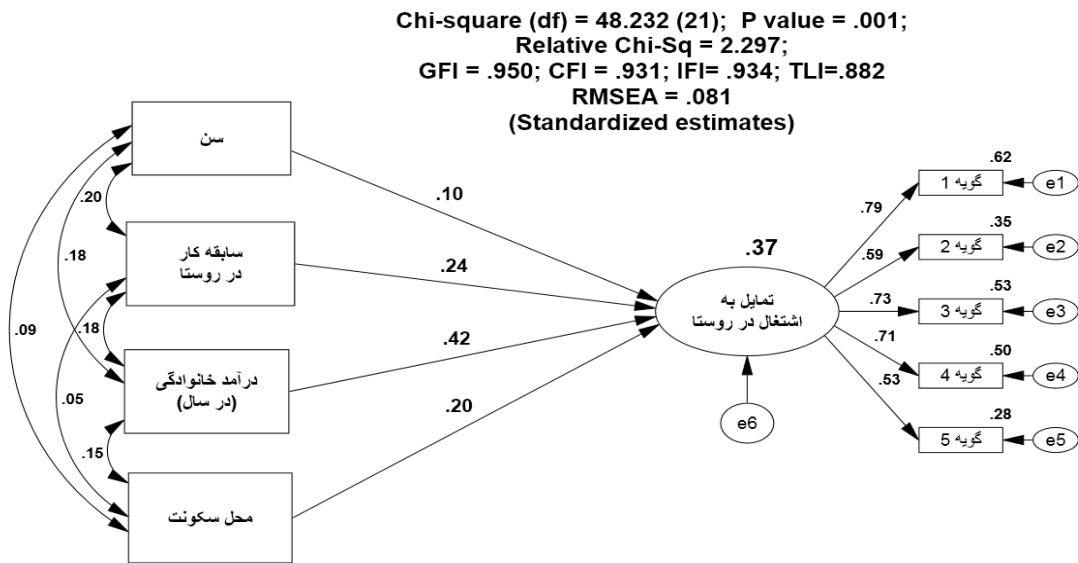 Chi-square (df) = 48.232 (21); P value = .001;
Relative Chi-Sq = 2.297;
GFI = .950; CFI = .931; IFI= .934; TLI=.882
RMSEA = .081
(Standardized estimates)
سن
سابقه کار
در روستا
درآمد خانوادگی
(در سال)
محل سکونت
.20
.18
.09
.18
.05
.15
.10
.24
.42
.20
.37
تمایل به
اشتغال در روستا
e6
.79
.59
.73
.71
.53
.62
گویه 1
e1
.35
گویه 2
e2
.53
گویه 3
e3
.50
گویه 4
e4
.28
گویه 5
e5